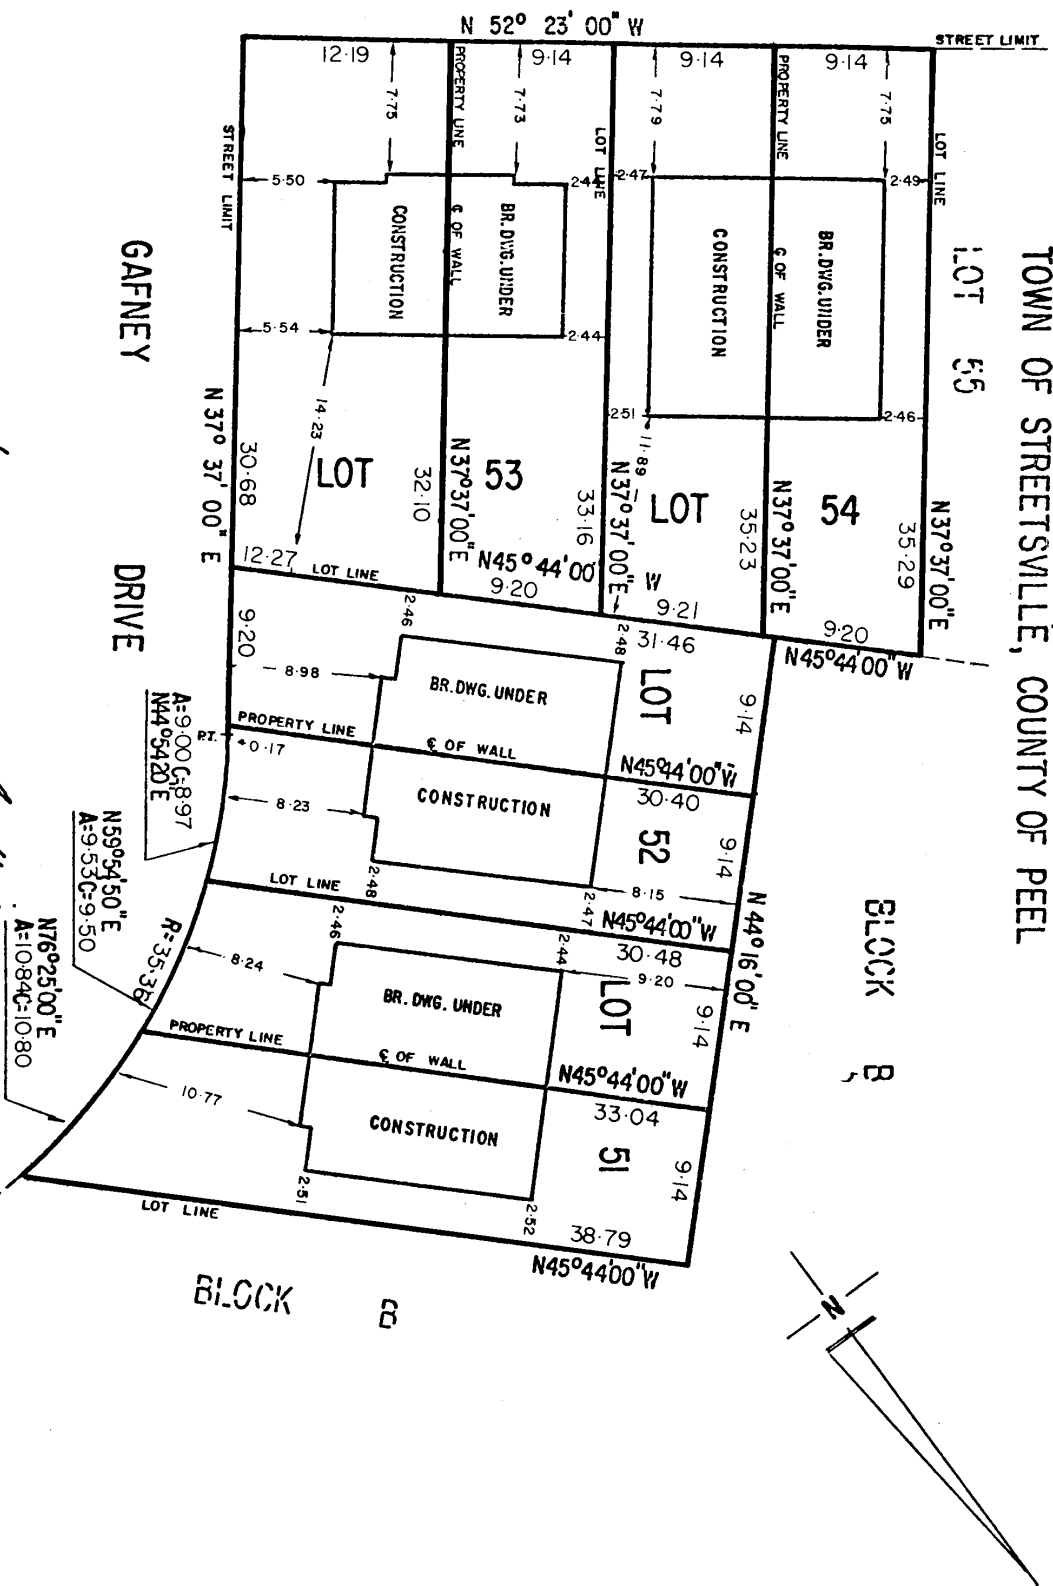 TOWN OF STREETSVILLE, COUNTY OF PEEL
N 52° 23' 00" W
STREET LIMIT
12·19
9·14
9·14
9·14
PROPERTY LINE
PROPERTY LINE
7·75
7·73
7·79
7·75
STREET LIMIT
LOT LINE
LOT LINE
5·50
2·44
2·47
2·49
BR.DWG.UNDER
CONSTRUCTION
℄ OF WALL
BR.DWG.UNDER
CONSTRUCTION
℄ OF WALL
LOT 55
5·54
2·44
2·51
2·46
14·23
11·89
GAFNEY DRIVE
N 37° 37' 00" E
30·68
LOT 53
32·10
N37°37'00"E
33·16
N37°37'00"E
LOT 54
35·23
N37°37'00"E
35·29
N37°37'00"E
12·27
LOT LINE
N45°44'00" W
9·20
9·21
9·20
N45°44'00"W
9·20
2·46
2·48
31·46
LOT 52
9·14
8·98
BR.DWG. UNDER
CONSTRUCTION
PROPERTY LINE
℄ OF WALL
N45°44'00"W
30·40
P.T.
0·17
8·23
9·14
A=9·00 C=8·97
N44°54'20"E
2·48
2·47
8·15
LOT LINE
N45°44'00"W
30·48
N 44° 16' 00" E
BLOCK B,
N59°54'50"E
A=9·53 C=9·50
R=35·36
2·46
2·44
9·20
8·24
BR. DWG. UNDER
CONSTRUCTION
LOT 51
9·14
PROPERTY LINE
℄ OF WALL
N45°44'00"W
33·04
N76°25'00"E
A=10·84 C=10·80
10·77
9·14
2·51
2·52
LOT LINE
38·79
N45°44'00"W
BLOCK B
N